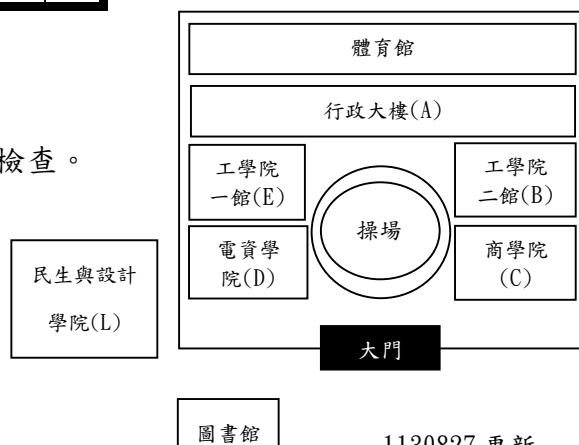 體育館
行政大樓(A)
檢查。
工學院
一館(E)
工學院
二館(B)
操場
電資學
院(D)
商學院
(C)
民生與設計
學院(L)
大門
圖書館
1130827 更新